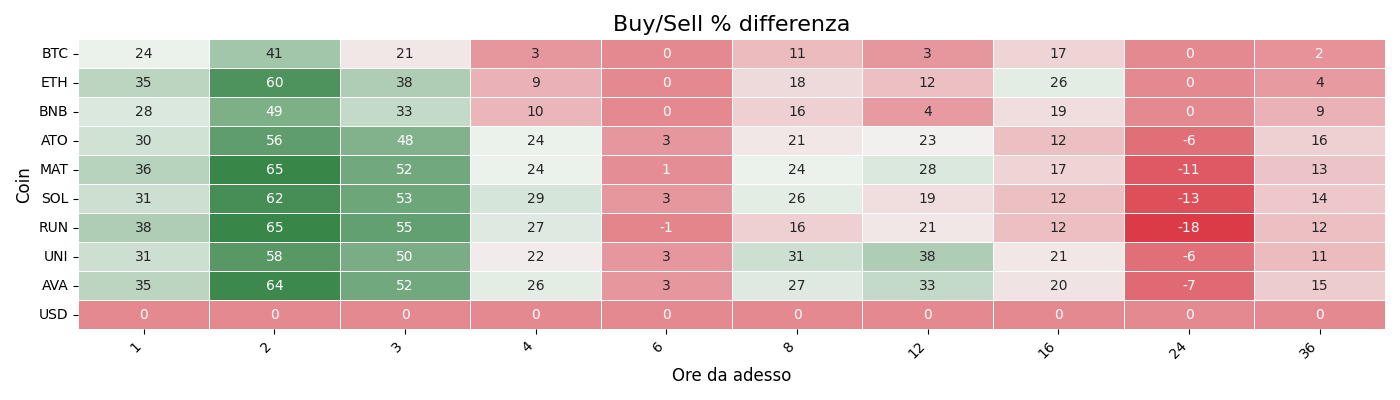 Buy/Sell % differenza
Coin
BTC 24 41 21 3 0 11 3 17 0 2
ETH 35 60 38 9 0 18 12 26 0 4
BNB 28 49 33 10 0 16 4 19 0 9
ATO 30 56 48 24 3 21 23 12 -6 16
MAT 36 65 52 24 1 24 28 17 -11 13
SOL 31 62 53 29 3 26 19 12 -13 14
RUN 38 65 55 27 -1 16 21 12 -18 12
UNI 31 58 50 22 3 31 38 21 -6 11
AVA 35 64 52 26 3 27 33 20 -7 15
USD 0 0 0 0 0 0 0 0 0 0
1 2 3 4 6 8 12 16 24 36
Ore da adesso